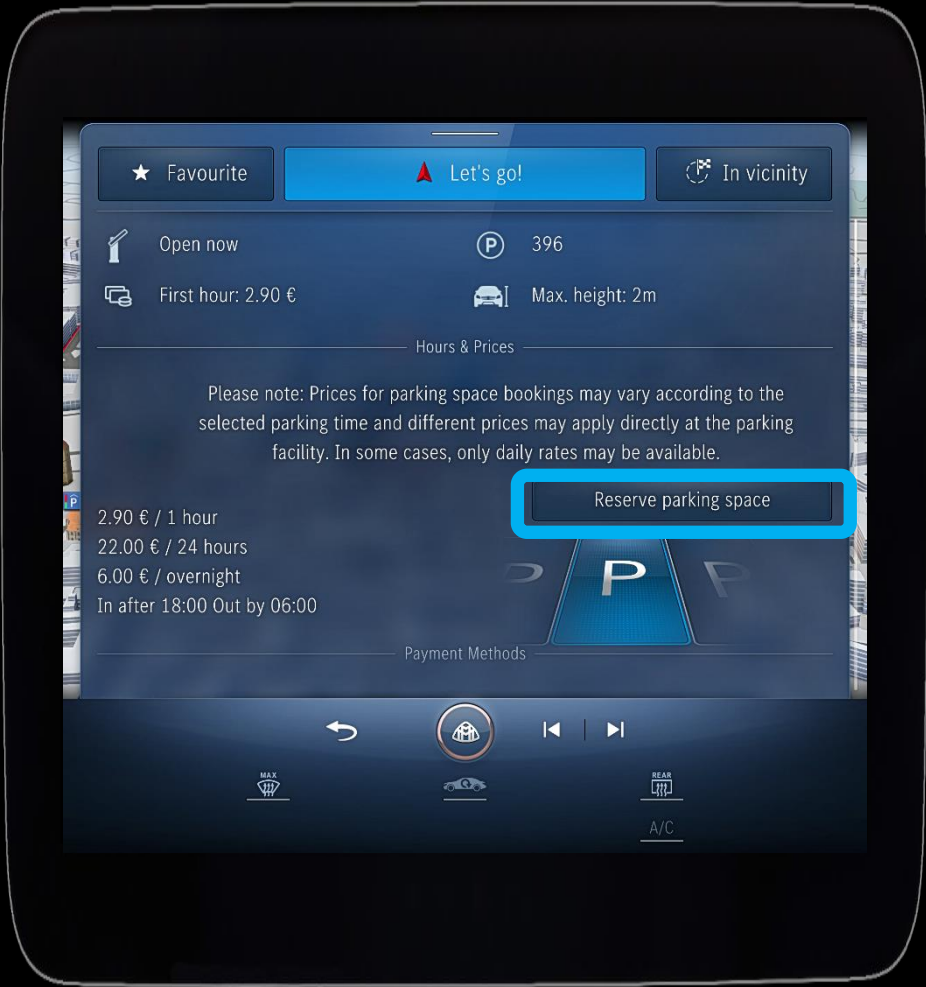 Favourite
Let's go!
In vicinity
Open now
P 396
First hour: 2.90 €
Max. height: 2m
Hours & Prices
Please note: Prices for parking space bookings may vary according to the
selected parking time and different prices may apply directly at the parking
facility. In some cases, only daily rates may be available.
Reserve parking space
2.90 € / 1 hour
22.00 € / 24 hours
6.00 € / overnight
In after 18:00 Out by 06:00
P P P
P
Payment Methods
MAX
REAR
A/C